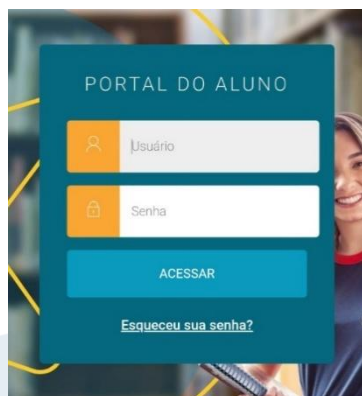 PORTAL DO ALUNO
Usuário
Senha
ACESSAR
Esqueceu sua senha?